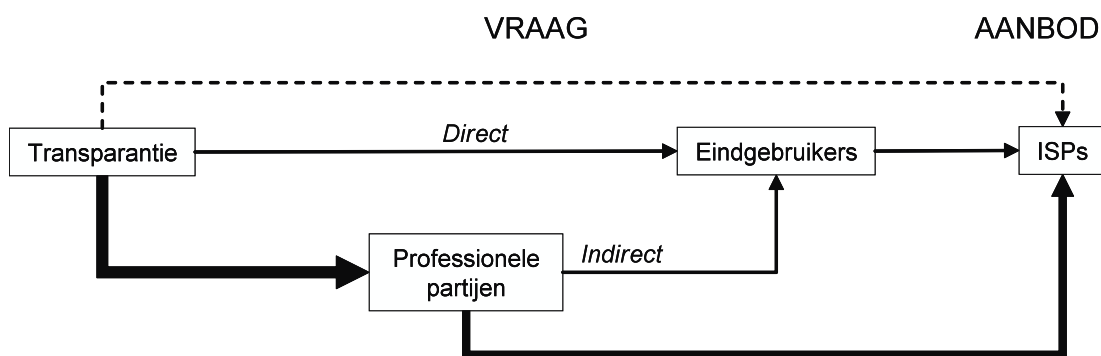 VRAAG
AANBOD
Transparantie
Direct
Eindgebruikers
ISPs
Professionele
partijen
Indirect